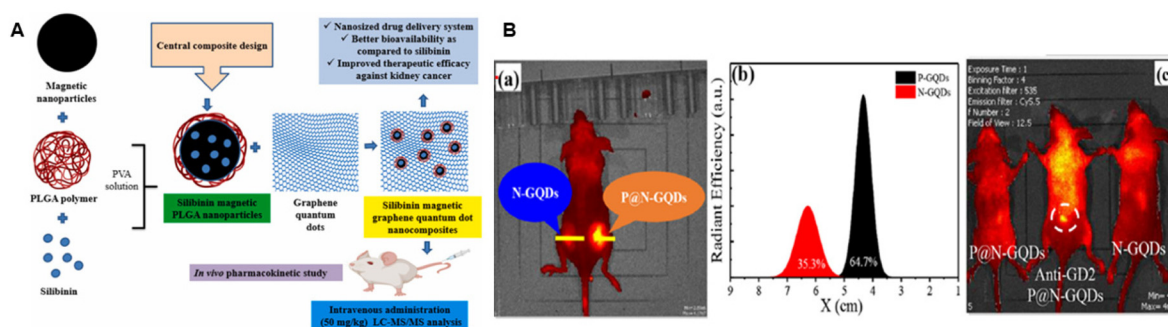 A
Magnetic
nanoparticles
PLGA polymer
Silibinin
PVA
solution
Central composite design
Silibinin magnetic
PLGA nanoparticles
Graphene
quantum
dots
✓ Nanosized drug delivery system
✓ Better bioavailability as
compared to silibinin
✓ Improved therapeutic efficacy
against kidney cancer
Silibinin magnetic
graphene quantum dot
nanocomposites
In vivo pharmacokinetic study
Intravenous administration
(50 mg/kg) LC-MS/MS analysis
B
(a)
N-GQDs
P@N-GQDs
(b)
P-GQDs
N-GQDs
Radiant Efficiency (a.u.)
35.3%
64.7%
9 8 7 6 5 4 3 2 1
X (cm)
(c
Exposure Time : 1
Binning Factor : 4
Excitation filter : 535
Emission filter : Cy5.5
f Number : 2
Field of View : 12.5
P@N-GQDs
Anti-GD2
P@N-GQDs
N-GQDs
5
Min=
Max=